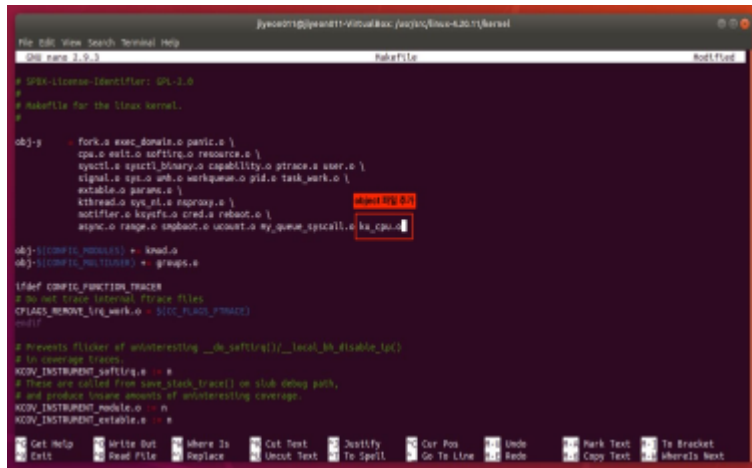 jiyeon011@jiyeon011-VirtualBox: /usr/src/linux-4.20.11/kernel
File Edit View Search Terminal Help
GNU nano 2.9.3 Makefile Modified
# SPDX-License-Identifier: GPL-2.0
#
# Makefile for the linux kernel.
#
obj-y = fork.o exec_domain.o panic.o \
cpu.o exit.o softirq.o resource.o \
sysctl.o sysctl_binary.o capability.o ptrace.o user.o \
signal.o sys.o umh.o workqueue.o pid.o task_work.o \
extable.o params.o \
object 파일 추가
kthread.o sys_ni.o nsproxy.o \
notifier.o ksysfs.o cred.o reboot.o \
async.o range.o smpboot.o ucount.o my_queue_syscall.o ku_cpu.o
obj-$(CONFIG_MODULES) += kmod.o
obj-$(CONFIG_MULTIUSER) += groups.o
ifdef CONFIG_FUNCTION_TRACER
# Do not trace internal ftrace files
CFLAGS_REMOVE_irq_work.o = $(CC_FLAGS_FTRACE)
endif
# Prevents flicker of uninteresting __do_softirq()/__local_bh_disable_ip()
# in coverage traces.
KCOV_INSTRUMENT_softirq.o := n
# These are called from save_stack_trace() on slub debug path,
# and produce insane amounts of uninteresting coverage.
KCOV_INSTRUMENT_module.o := n
KCOV_INSTRUMENT_extable.o := n
^G Get Help ^O Write Out ^W Where Is ^K Cut Text ^J Justify ^C Cur Pos M-U Undo M-A Mark Text M-] To Bracket
^X Exit ^R Read File ^\ Replace ^U Uncut Text ^T To Spell ^_ Go To Line M-E Redo M-6 Copy Text M-W WhereIs Next